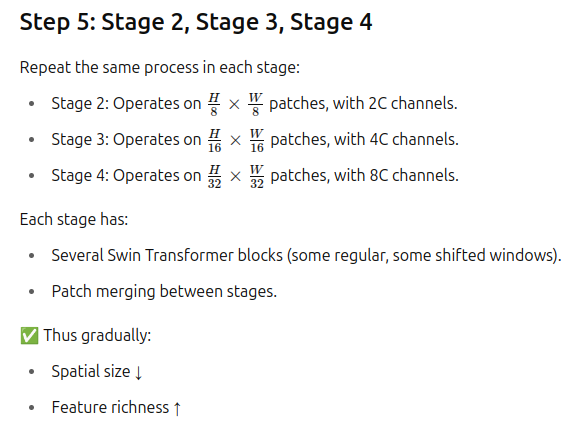 Step 5: Stage 2, Stage 3, Stage 4
Repeat the same process in each stage:
• Stage 2: Operates on H/8 × W/8 patches, with 2C channels.
• Stage 3: Operates on H/16 × W/16 patches, with 4C channels.
• Stage 4: Operates on H/32 × W/32 patches, with 8C channels.
Each stage has:
• Several Swin Transformer blocks (some regular, some shifted windows).
• Patch merging between stages.
✅ Thus gradually:
• Spatial size ↓
• Feature richness ↑